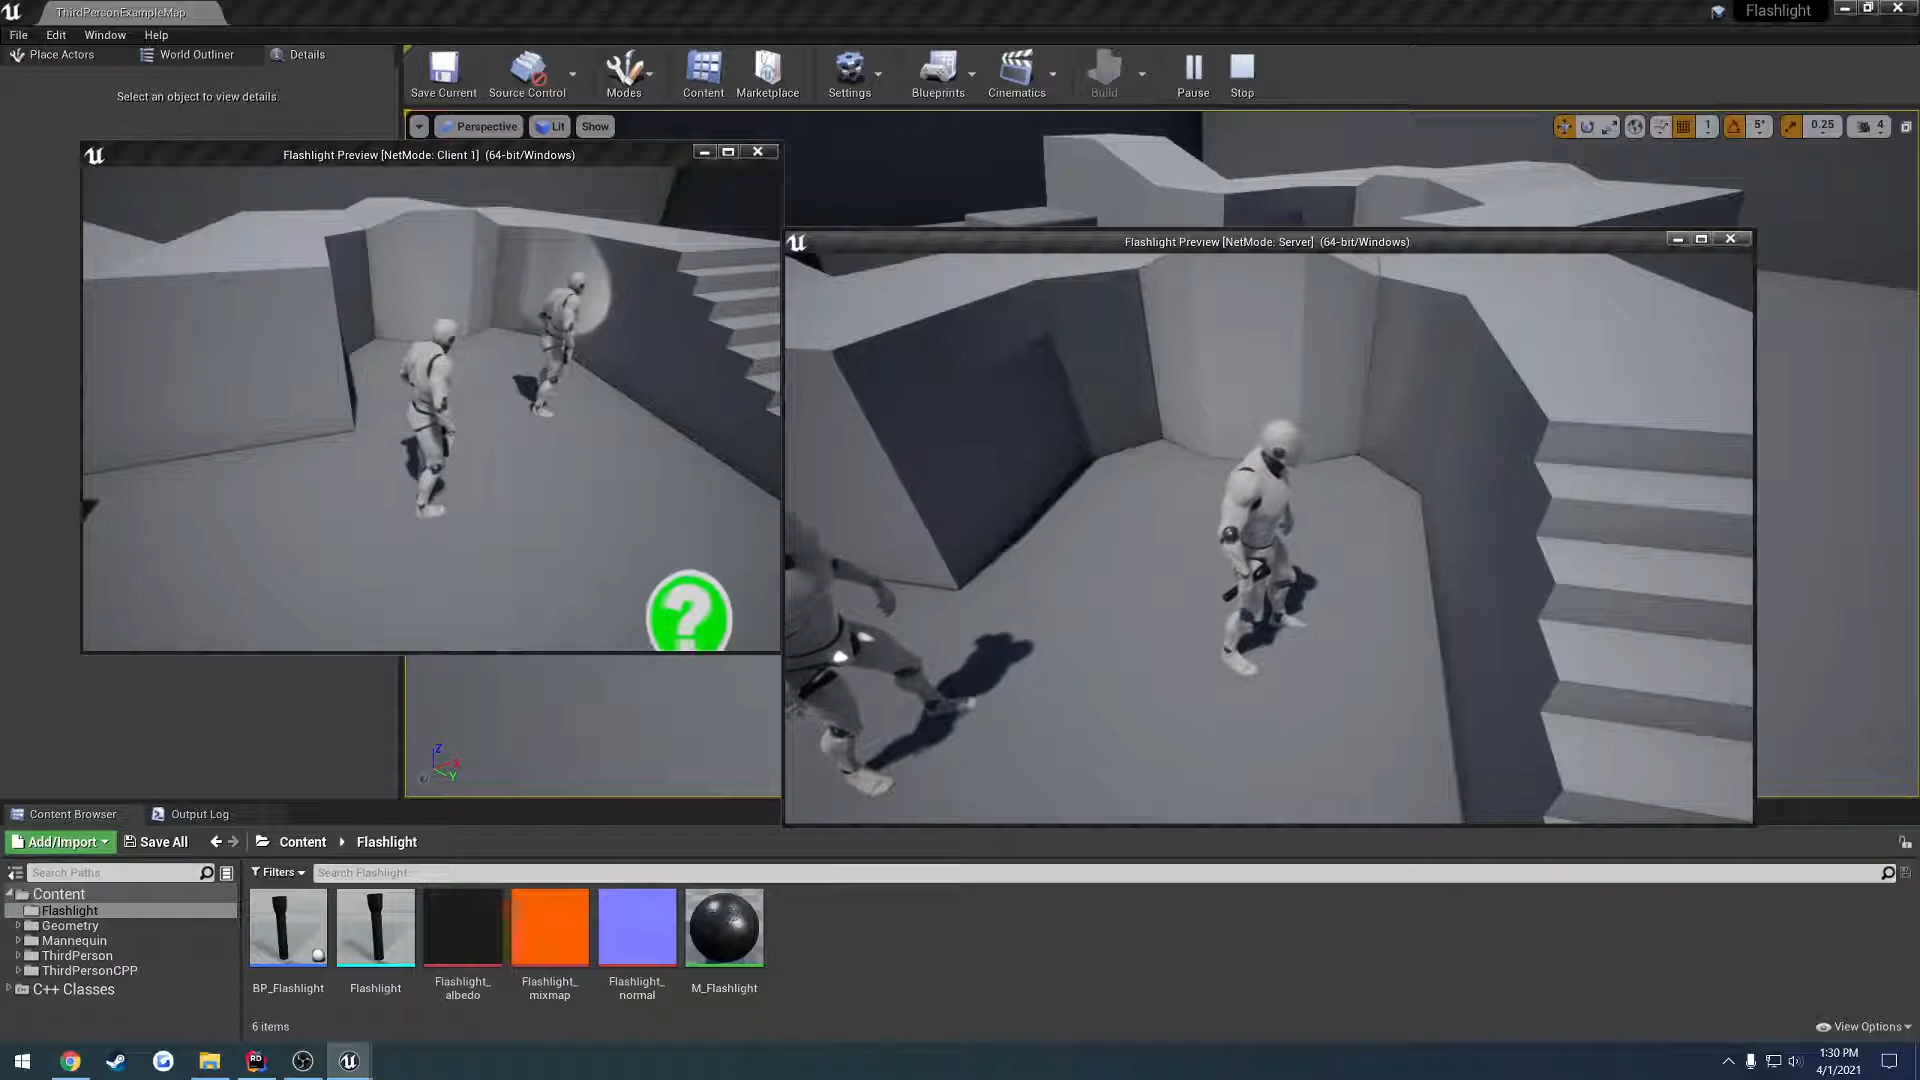 ThirdPersonExampleMap
Flashlight
File Edit Window Help
Place Actors World Outliner Details
Select an object to view details
Save Current Source Control Modes Content Marketplace Settings Blueprints Cinematics Build Pause Stop
Perspective Lit Show
1 5° 0.25 4
Flashlight Preview [NetMode: Client 1] (64-bit/Windows)
Flashlight Preview [NetMode: Server] (64-bit/Windows)
?
Z
X
Y
Content Browser Output Log
Add/Import Save All Content Flashlight
Search Paths Filters Search Flashlight
Content
Flashlight
Geometry
Mannequin
ThirdPerson
ThirdPersonCPP
C++ Classes
BP_Flashlight
Flashlight
Flashlight_
albedo
Flashlight_
mixmap
Flashlight_
normal
M_Flashlight
6 items
View Options
RD
1:30 PM
4/1/2021